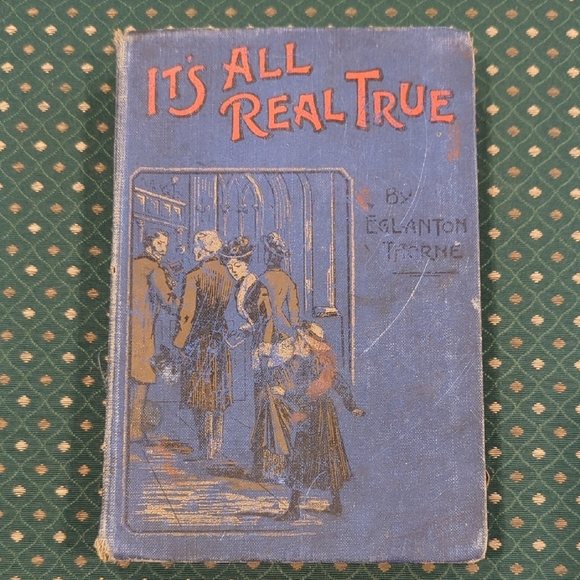 IT'S ALL
REAL TRUE
BY
EGLANTON
THORNE